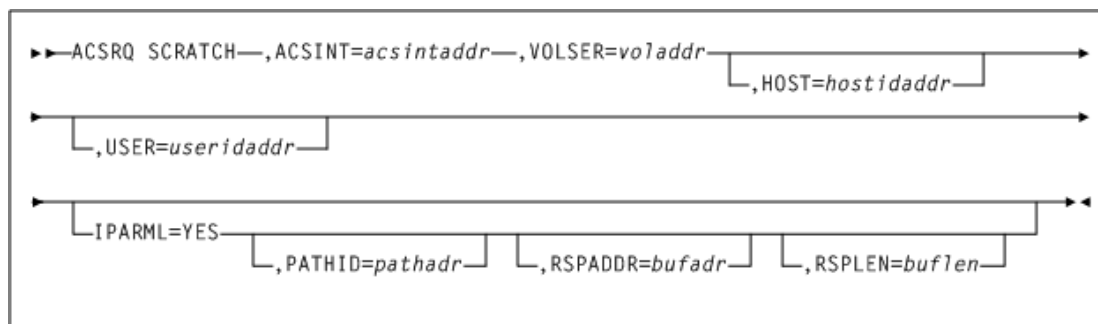 ACSRQ SCRATCH ,ACSINT=acsintaddr ,VOLSER=voladdr
,HOST=hostidaddr
,USER=useridaddr
IPARML=YES
,PATHID=pathadr ,RSPADDR=bufadr ,RSPLEN=buflen